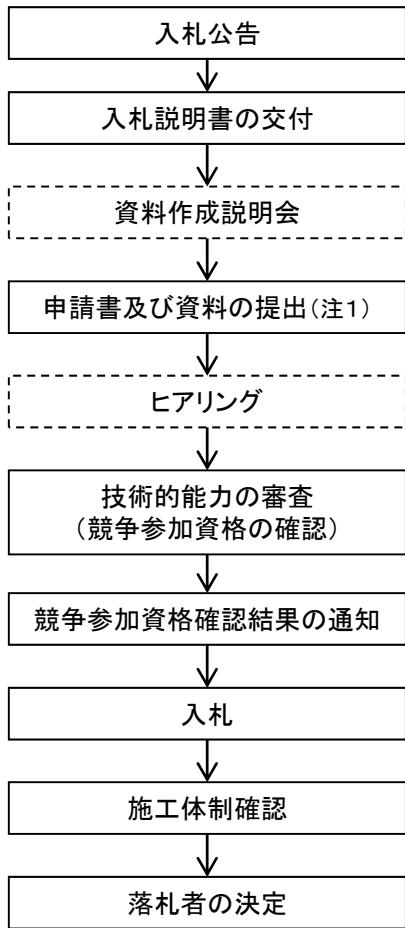 入札公告
入札説明書の交付
資料作成説明会
申請書及び資料の提出(注1)
ヒアリング
技術的能力の審査
(競争参加資格の確認)
競争参加資格確認結果の通知
入札
施工体制確認
落札者の決定